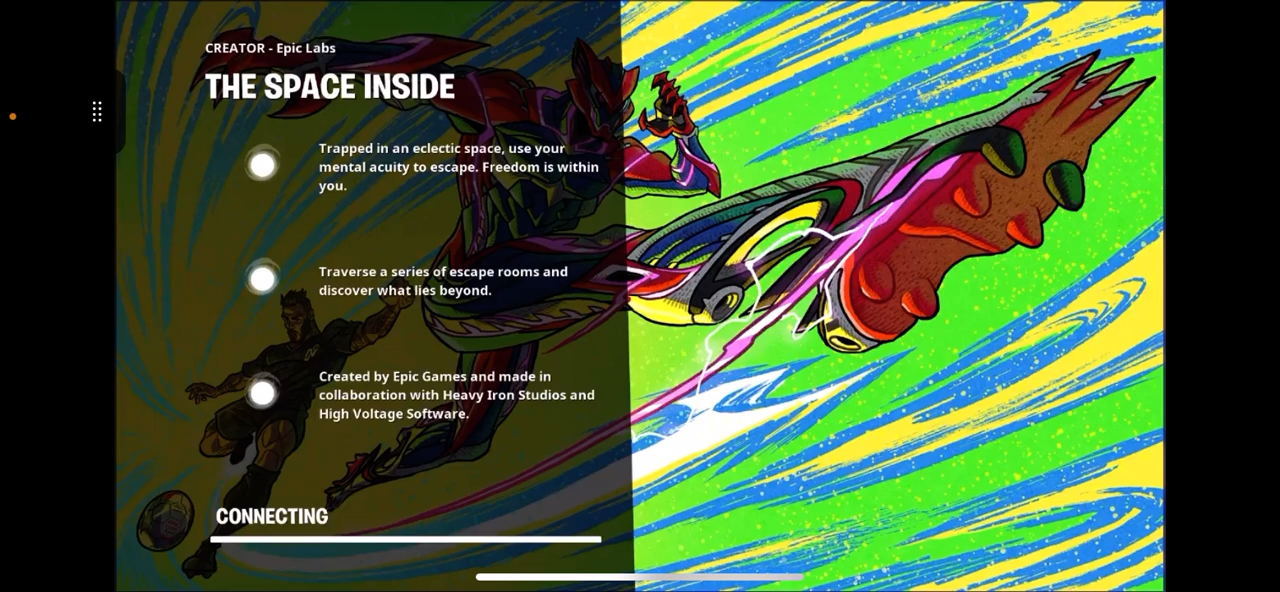 CREATOR - Epic Labs
THE SPACE INSIDE
Trapped in an eclectic space, use your
mental acuity to escape. Freedom is within
you.
Traverse a series of escape rooms and
discover what lies beyond.
Created by Epic Games and made in
collaboration with Heavy Iron Studios and
High Voltage Software.
CONNECTING